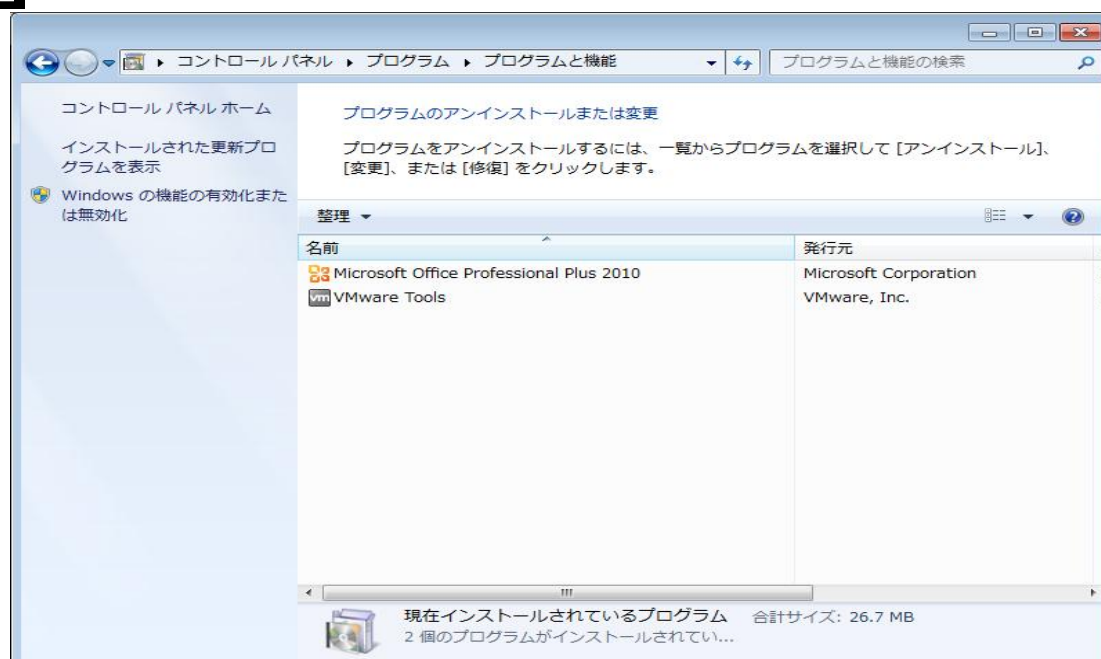 コントロール パネル ▸ プログラム ▸ プログラムと機能
プログラムと機能の検索
コントロール パネル ホーム
インストールされた更新プロ
グラムを表示
Windows の機能の有効化また
は無効化
プログラムのアンインストールまたは変更
プログラムをアンインストールするには、一覧からプログラムを選択して [アンインストール]、
[変更]、または [修復] をクリックします。
整理
名前 発行元
Microsoft Office Professional Plus 2010 Microsoft Corporation
vm VMware Tools VMware, Inc.
現在インストールされているプログラム 合計サイズ: 26.7 MB
2 個のプログラムがインストールされてい...